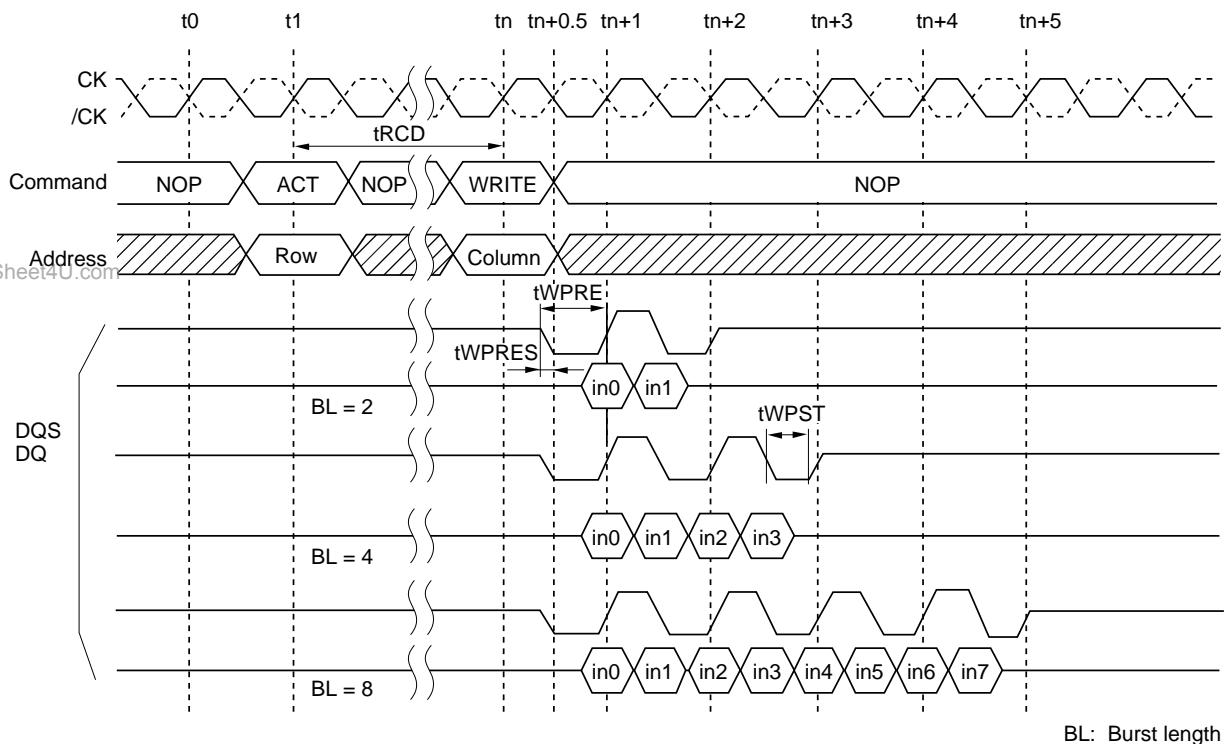 t0 t1 tn tn+0.5 tn+1 tn+2 tn+3 tn+4 tn+5
CK
/CK
tRCD
Command NOP ACT NOP WRITE NOP
Address Row Column
Sheet4U.com
tWPRE
tWPRES
in0 in1
BL = 2
tWPST
DQS
DQ
in0 in1 in2 in3
BL = 4
in0 in1 in2 in3 in4 in5 in6 in7
BL = 8
BL: Burst length